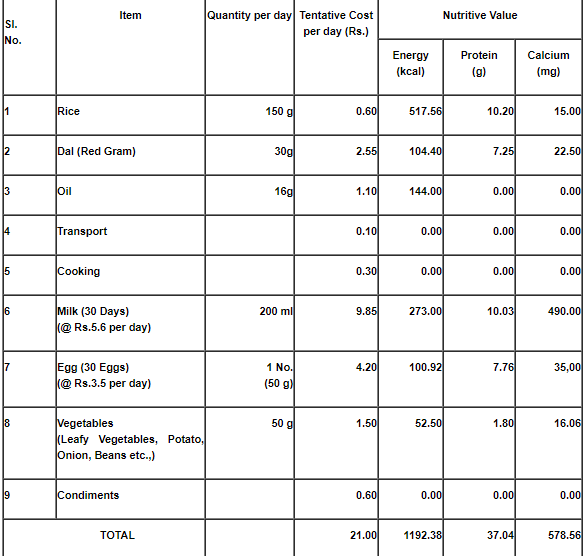 Sl. No. Item Quantity per day Tentative Cost per day (Rs.) Nutritive Value
Energy (kcal) Protein (g) Calcium (mg)
1 Rice 150 g 0.60 517.56 10.20 15.00
2 Dal (Red Gram) 30g 2.55 104.40 7.25 22.50
3 Oil 16g 1.10 144.00 0.00 0.00
4 Transport 0.10 0.00 0.00 0.00
5 Cooking 0.30 0.00 0.00 0.00
6 Milk (30 Days) 200 ml 9.85 273.00 10.03 490.00
(@ Rs.5.6 per day)
7 Egg (30 Eggs) 1 No. 4.20 100.92 7.76 35,00
(@ Rs.3.5 per day) (50 g)
8 Vegetables 50 g 1.50 52.50 1.80 16.06
(Leafy Vegetables, Potato,
Onion, Beans etc.,)
9 Condiments 0.60 0.00 0.00 0.00
TOTAL 21.00 1192.38 37.04 578.56